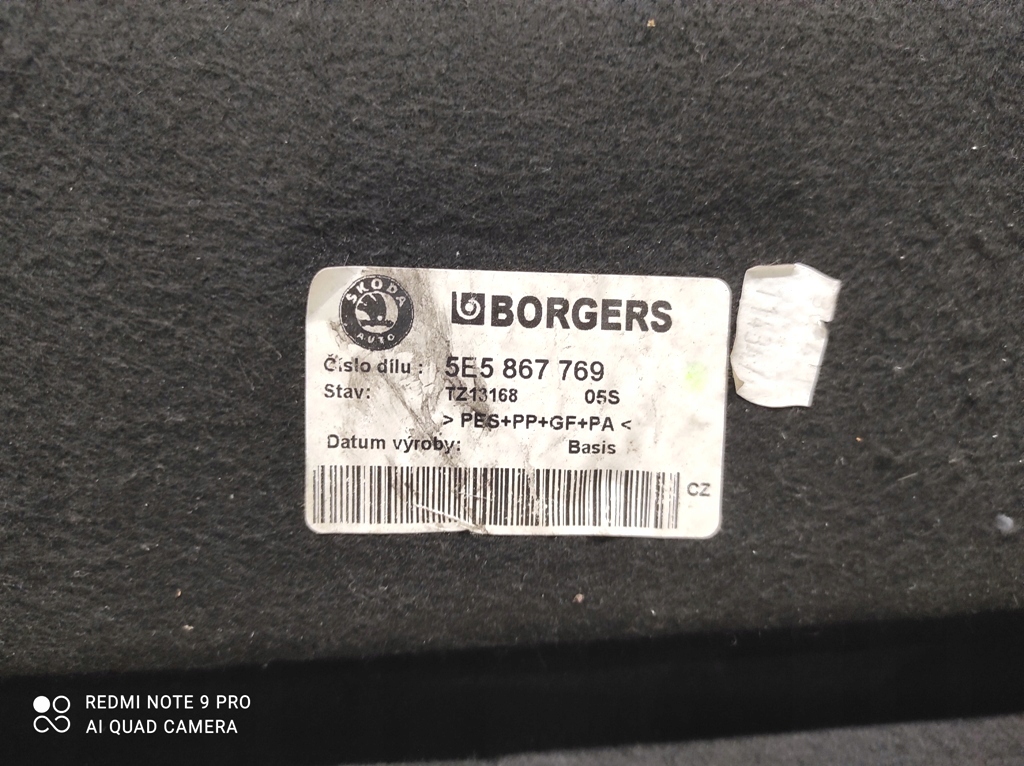 ŠKODA
AUTO
BORGERS
Číslo dílu : 5E5 867 769
Stav: TZ13168 05S
> PES+PP+GF+PA <
Datum výroby: Basis
CZ
REDMI NOTE 9 PRO
AI QUAD CAMERA